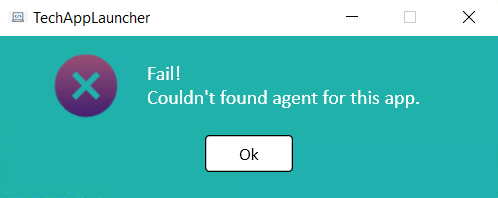 TechAppLauncher
Fail!
Couldn't found agent for this app.
Ok